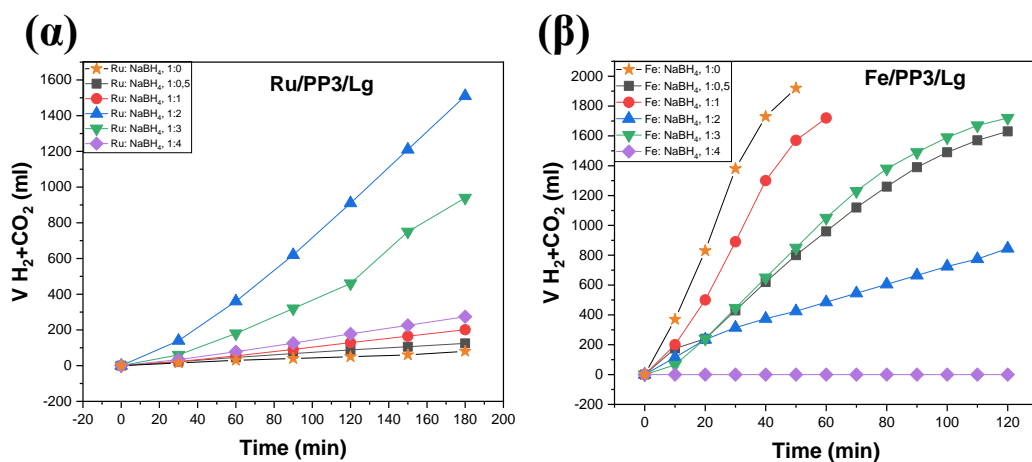 (α)
Ru/PP3/Lg
Ru: NaBH₄, 1:0
Ru: NaBH₄, 1:0,5
Ru: NaBH₄, 1:1
Ru: NaBH₄, 1:2
Ru: NaBH₄, 1:3
Ru: NaBH₄, 1:4
V H₂+CO₂ (ml)
1600
1400
1200
1000
800
600
400
200
0
-200
-20 0 20 40 60 80 100 120 140 160 180 200
Time (min)
(β)
Fe/PP3/Lg
Fe: NaBH₄, 1:0
Fe: NaBH₄, 1:0,5
Fe: NaBH₄, 1:1
Fe: NaBH₄, 1:2
Fe: NaBH₄, 1:3
Fe: NaBH₄, 1:4
V H₂+CO₂ (ml)
2000
1800
1600
1400
1200
1000
800
600
400
200
0
-200
0 20 40 60 80 100 120
Time (min)